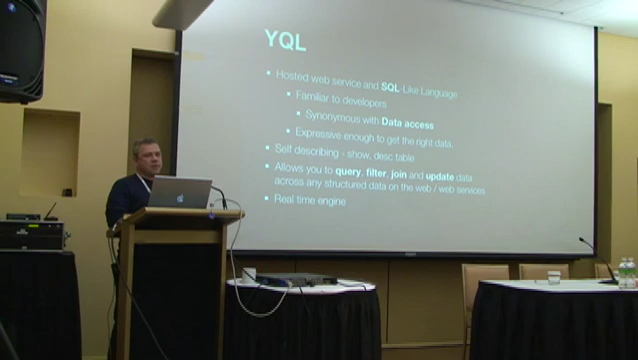 YQL
Hosted web service and SQL-Like Language
Familiar to developers
Synonymous with Data access
Expressive enough to get the right data.
Self describing - show, desc table
Allows you to query, filter, join and update data
across any structured data on the web / web services
Real time engine